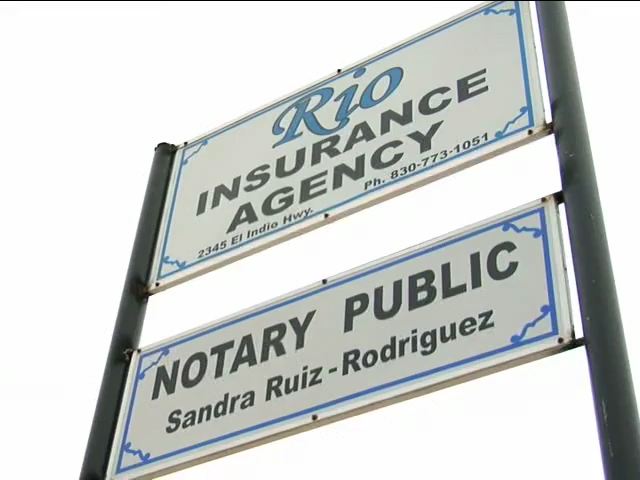 Rio
INSURANCE
AGENCY
2345 El Indio Hwy. Ph. 830-773-1051
NOTARY PUBLIC
Sandra Ruiz-Rodriguez